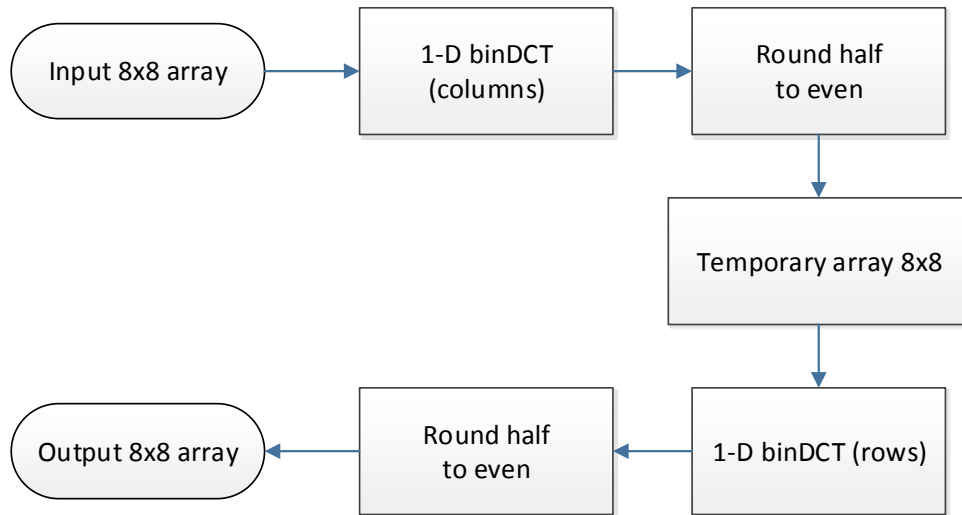 Input 8x8 array
1-D binDCT
(columns)
Round half
to even
Temporary array 8x8
1-D binDCT (rows)
Round half
to even
Output 8x8 array